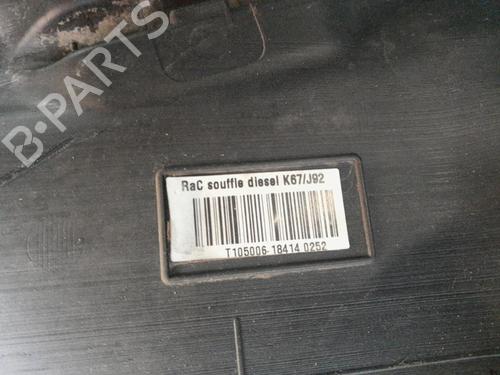 B-PARTS
RaC souffle diesel K67/J92
T105006 18414 0252